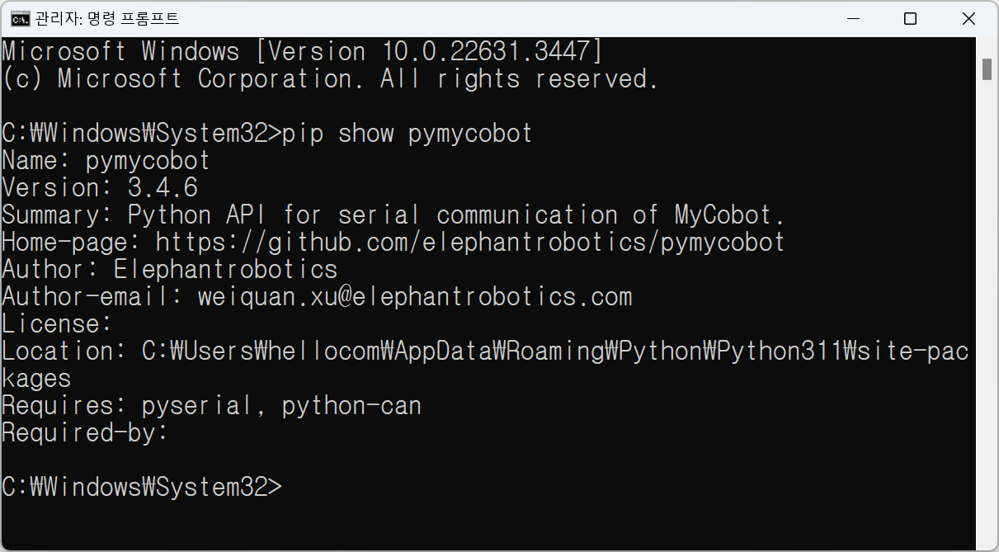 관리자: 명령 프롬프트
Microsoft Windows [Version 10.0.22631.3447]
(c) Microsoft Corporation. All rights reserved.
C:₩Windows₩System32>pip show pymycobot
Name: pymycobot
Version: 3.4.6
Summary: Python API for serial communication of MyCobot.
Home-page: https://github.com/elephantrobotics/pymycobot
Author: Elephantrobotics
Author-email: weiquan.xu@elephantrobotics.com
License:
Location: C:₩Users₩hellocom₩AppData₩Roaming₩Python₩Python311₩site-pac
kages
Requires: pyserial, python-can
Required-by:
C:₩Windows₩System32>